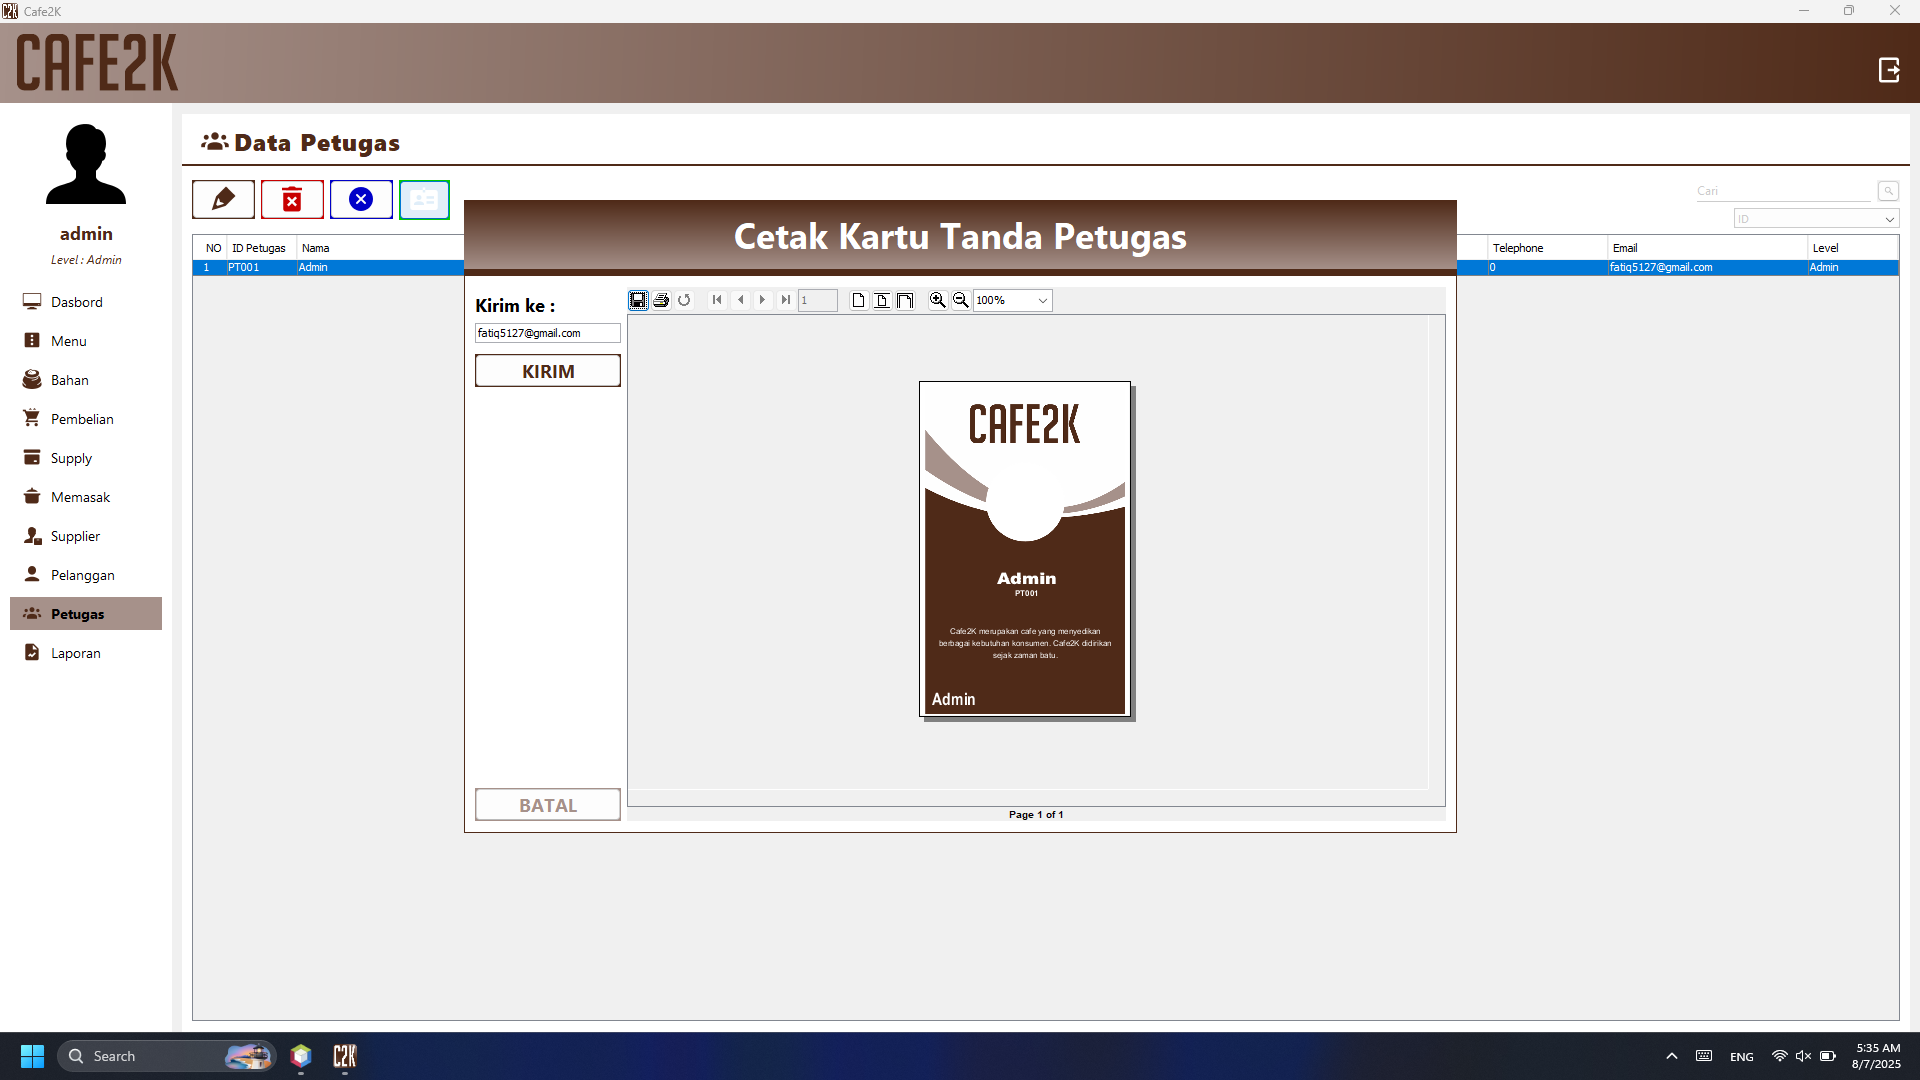 Cafe2K
CAFE2K
admin
Level : Admin
Dasbord
Menu
Bahan
Pembelian
Supply
Memasak
Supplier
Pelanggan
Petugas
Laporan
Data Petugas
Cari
ID
NO ID Petugas Nama Telephone Email Level
1 PT001 Admin 0 fatiq5127@gmail.com Admin
Cetak Kartu Tanda Petugas
Kirim ke :
fatiq5127@gmail.com
KIRIM
BATAL
1
100%
CAFE2K
Admin
PT001
Cafe2K merupakan cafe yang menyedikan
berbagai kebutuhan konsumen. Cafe2K didirikan
sejak zaman batu.
Admin
Page 1 of 1
Search
C2K
ENG
5:35 AM
8/7/2025